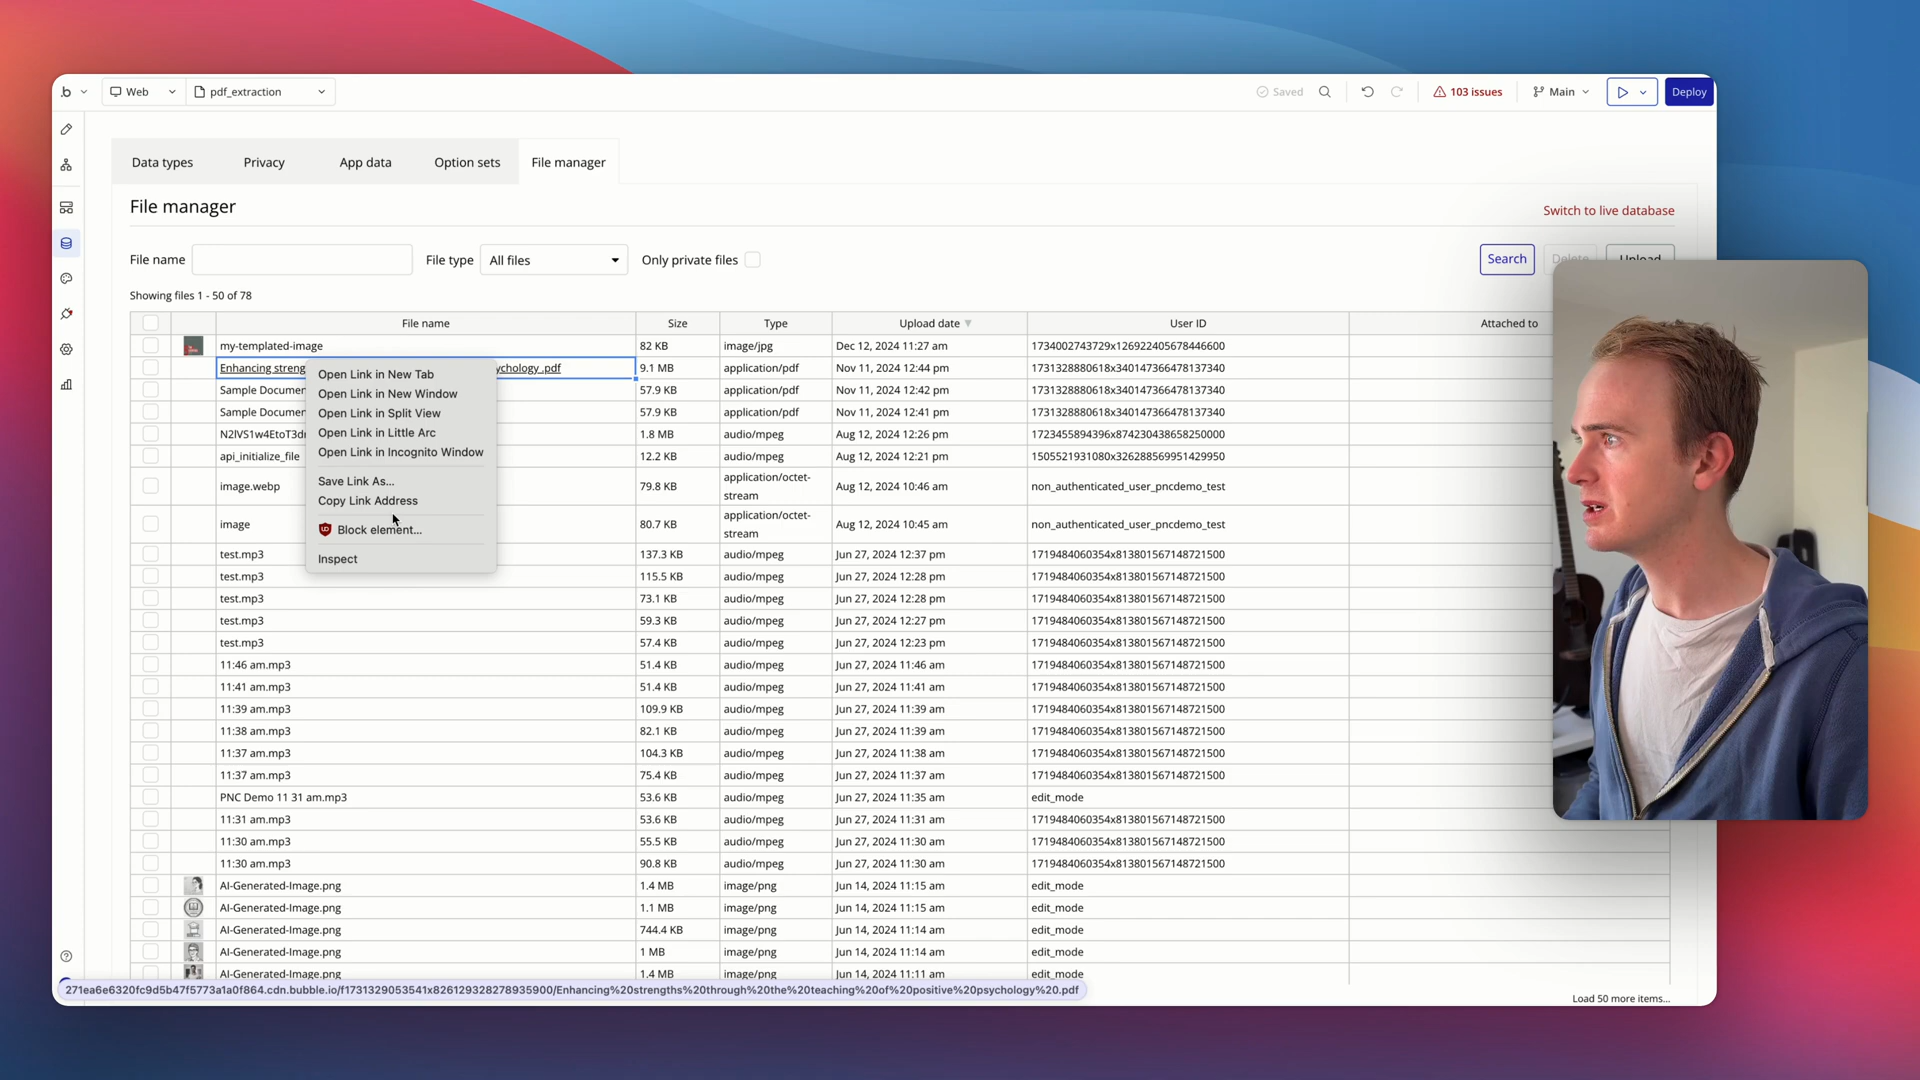 Web
pdf_extraction
Saved
103 issues
Main
Deploy
Data types
Privacy
App data
Option sets
File manager
File manager
Switch to live database
File name
File type
All files
Only private files
Search
Delete
Upload
Showing files 1 - 50 of 78
File name Size Type Upload date User ID Attached to
my-templated-image 82 KB image/jpg Dec 12, 2024 11:27 am 1734002743729x126922405678446600
Enhancing streng ychology .pdf 9.1 MB application/pdf Nov 11, 2024 12:44 pm 1731328880618x340147366478137340
Sample Documen 57.9 KB application/pdf Nov 11, 2024 12:42 pm 1731328880618x340147366478137340
Sample Documen 57.9 KB application/pdf Nov 11, 2024 12:41 pm 1731328880618x340147366478137340
1.8 MB audio/mpeg Aug 12, 2024 12:26 pm 1723455894396x874230438658250000
api_initialize_file 12.2 KB audio/mpeg Aug 12, 2024 12:21 pm 1505521931080x326288569951429950
image.webp 79.8 KB application/octet-stream Aug 12, 2024 10:46 am non_authenticated_user_pncdemo_test
image 80.7 KB application/octet-stream Aug 12, 2024 10:45 am non_authenticated_user_pncdemo_test
test.mp3 137.3 KB audio/mpeg Jun 27, 2024 12:37 pm 1719484060354x813801567148721500
test.mp3 115.5 KB audio/mpeg Jun 27, 2024 12:28 pm 1719484060354x813801567148721500
test.mp3 73.1 KB audio/mpeg Jun 27, 2024 12:28 pm 1719484060354x813801567148721500
test.mp3 59.3 KB audio/mpeg Jun 27, 2024 12:27 pm 1719484060354x813801567148721500
test.mp3 57.4 KB audio/mpeg Jun 27, 2024 12:23 pm 1719484060354x813801567148721500
11:46 am.mp3 51.4 KB audio/mpeg Jun 27, 2024 11:46 am 1719484060354x813801567148721500
11:41 am.mp3 51.4 KB audio/mpeg Jun 27, 2024 11:41 am 1719484060354x813801567148721500
11:39 am.mp3 109.9 KB audio/mpeg Jun 27, 2024 11:39 am 1719484060354x813801567148721500
11:38 am.mp3 82.1 KB audio/mpeg Jun 27, 2024 11:39 am 1719484060354x813801567148721500
11:37 am.mp3 104.3 KB audio/mpeg Jun 27, 2024 11:38 am 1719484060354x813801567148721500
11:37 am.mp3 75.4 KB audio/mpeg Jun 27, 2024 11:37 am 1719484060354x813801567148721500
PNC Demo 11 31 am.mp3 53.6 KB audio/mpeg Jun 27, 2024 11:35 am edit_mode
11:31 am.mp3 53.6 KB audio/mpeg Jun 27, 2024 11:31 am 1719484060354x813801567148721500
11:30 am.mp3 55.5 KB audio/mpeg Jun 27, 2024 11:30 am 1719484060354x813801567148721500
11:30 am.mp3 90.8 KB audio/mpeg Jun 27, 2024 11:30 am 1719484060354x813801567148721500
AI-Generated-Image.png 1.4 MB image/png Jun 14, 2024 11:15 am edit_mode
AI-Generated-Image.png 1.1 MB image/png Jun 14, 2024 11:15 am edit_mode
AI-Generated-Image.png 744.4 KB image/png Jun 14, 2024 11:14 am edit_mode
AI-Generated-Image.png 1 MB image/png Jun 14, 2024 11:14 am edit_mode
AI-Generated-Image.png 1.4 MB image/png Jun 14, 2024 11:11 am edit_mode
Open Link in New Tab
Open Link in New Window
Open Link in Split View
Open Link in Little Arc
Open Link in Incognito Window
Save Link As...
Copy Link Address
Block element...
Inspect
271ea6e6320fc9d5b47f5773a1a0f864.cdn.bubble.io/f1731329053541x826129328278935900/Enhancing%20strengths%20through%20the%20teaching%20of%20positive%20psychology%20.pdf
Load 50 more items...